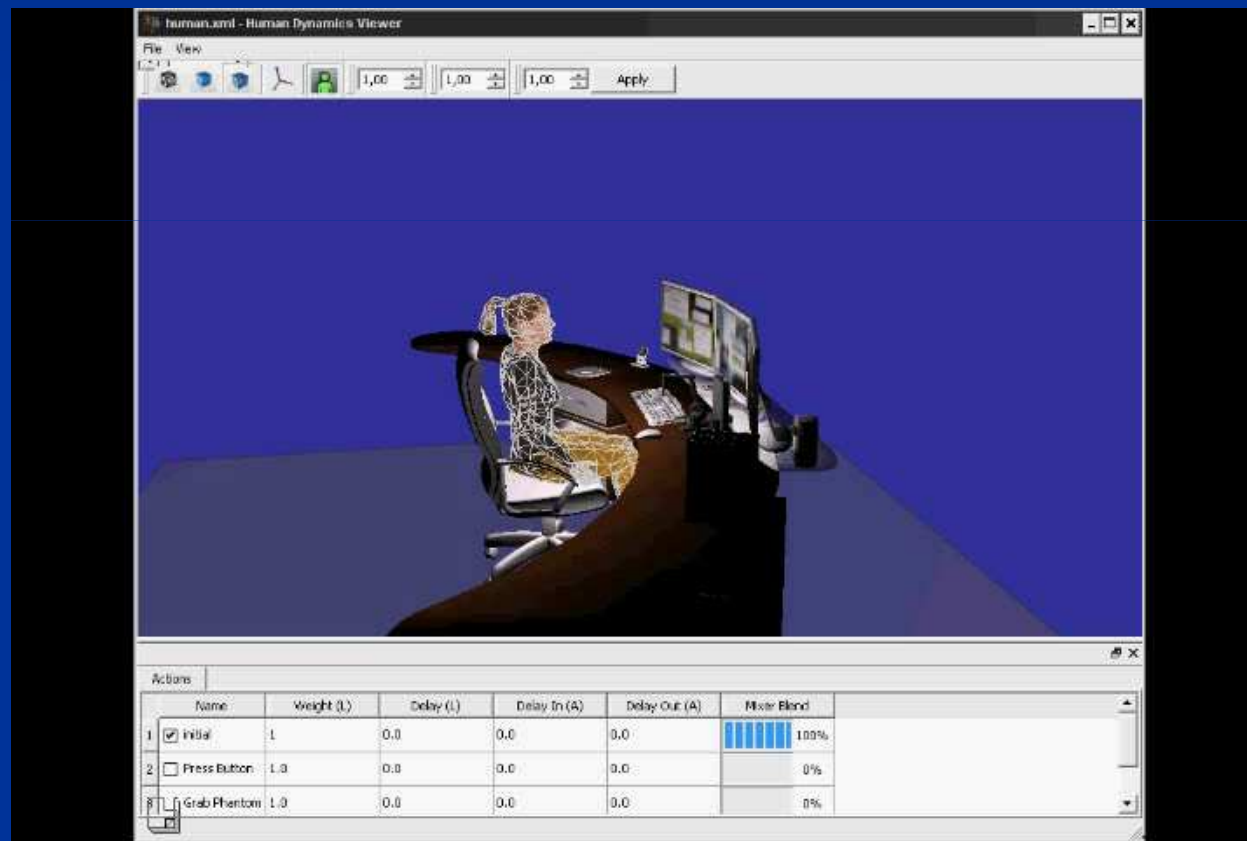 human.xml - Human Dynamics Viewer
File View
1,00 1,00 1,00 Apply
Actions
Name Weight (L) Delay (L) Delay In (A) Delay Out (A) Mixer Blend
1 initial 1 0.0 0.0 0.0 100%
2 Press Button 1.0 0.0 0.0 0.0 0%
3 Grab Phantom 1.0 0.0 0.0 0.0 0%